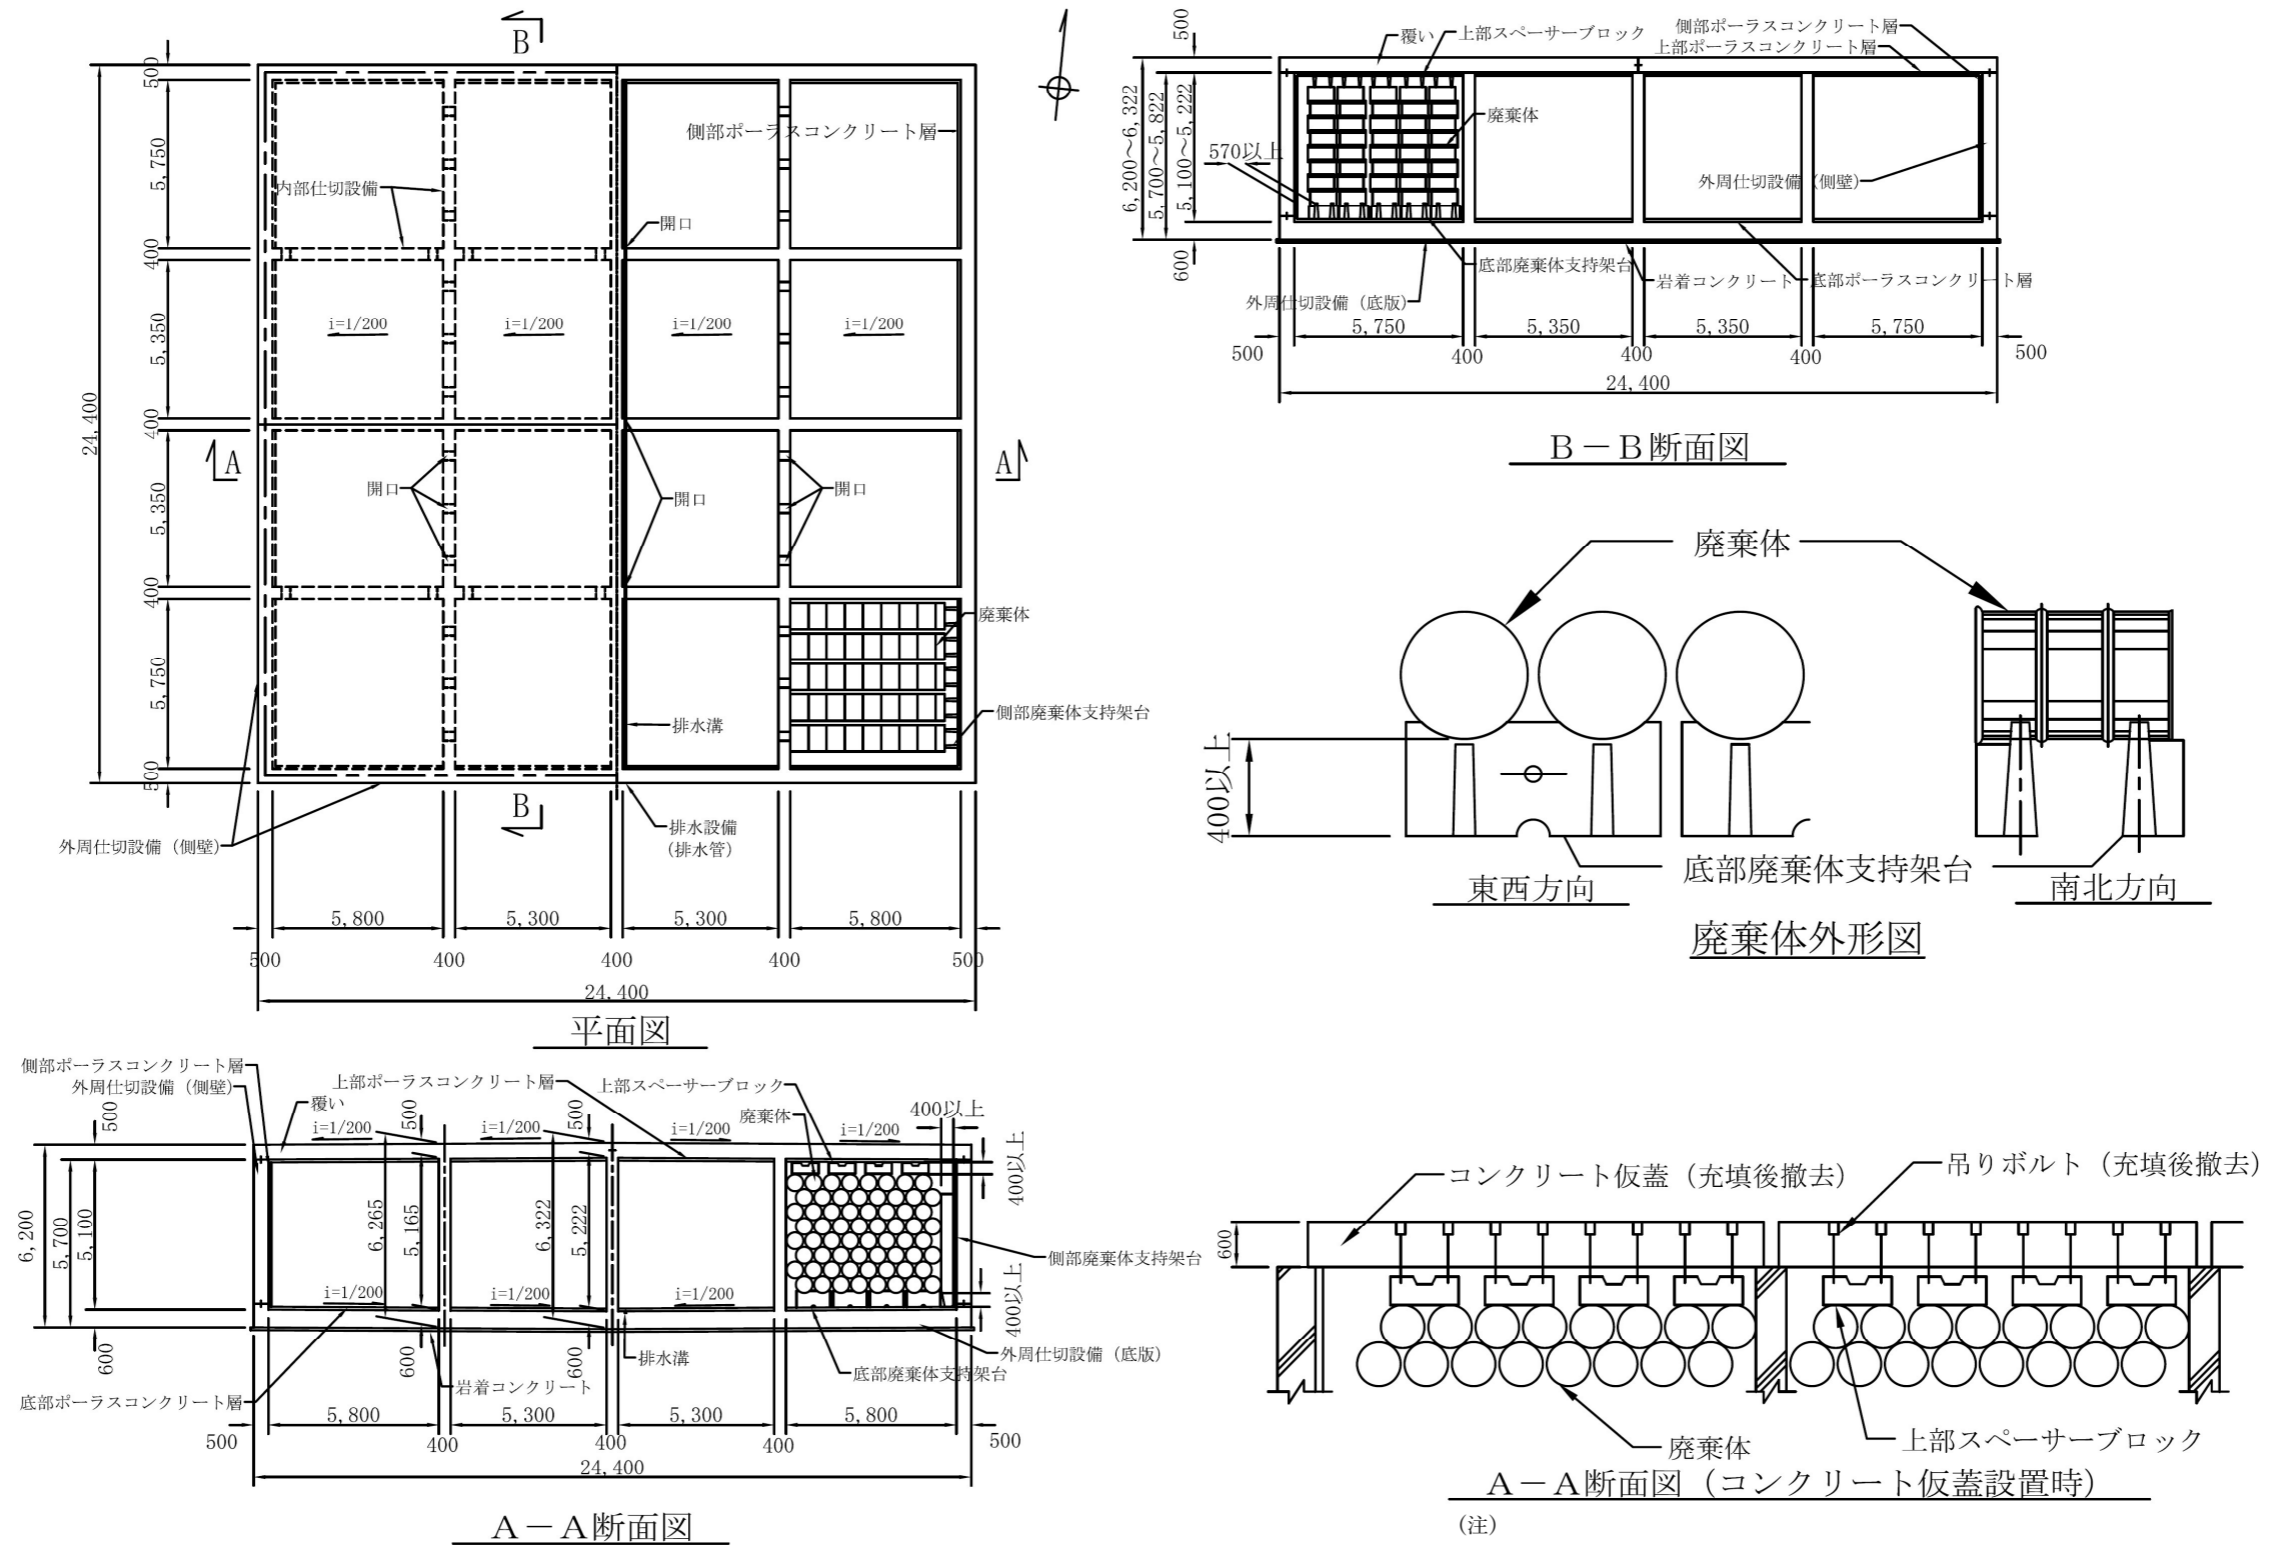 B
500
5,750
400
5,350
400
5,350
400
5,750
500
24,400
側部ポーラスコンクリート層
内部仕切設備
開口
i=1/200
i=1/200
i=1/200
i=1/200
A
A
開口
開口
開口
廃棄体
側部廃棄体支持架台
排水溝
B
排水設備
(排水管)
外周仕切設備 (側壁)
5,800
5,300
5,300
5,800
500
400
400
400
500
24,400
平面図
500
覆い
上部スペーサーブロック
側部ポーラスコンクリート層
上部ポーラスコンクリート層
6,200～6,322
5,700～5,822
5,100～5,222
廃棄体
570以上
外周仕切設備 (側壁)
600
底部廃棄体支持架台
岩着コンクリート
底部ポーラスコンクリート層
外周仕切設備 (底版)
5,750
5,350
5,350
5,750
500
400
400
400
500
24,400
B－B断面図
廃棄体
400以上
底部廃棄体支持架台
東西方向
南北方向
廃棄体外形図
側部ポーラスコンクリート層
外周仕切設備 (側壁)
覆い
上部ポーラスコンクリート層
上部スペーサーブロック
廃棄体
400以上
500
500
500
i=1/200
i=1/200
i=1/200
i=1/200
400以上
6,200
5,700
5,100
6,265
5,165
6,322
5,222
側部廃棄体支持架台
i=1/200
i=1/200
i=1/200
400以上
600
600
600
排水溝
外周仕切設備 (底版)
底部廃棄体支持架台
岩着コンクリート
底部ポーラスコンクリート層
5,800
5,300
5,300
5,800
500
400
400
400
500
24,400
A－A断面図
コンクリート仮蓋 (充填後撤去)
吊りボルト (充填後撤去)
600
廃棄体
上部スペーサーブロック
A－A断面図 (コンクリート仮蓋設置時)
(注)